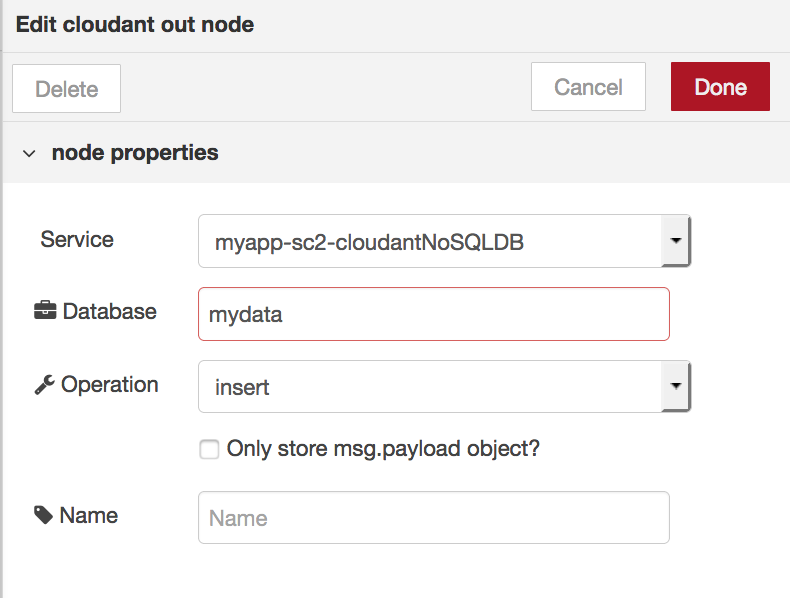 Edit cloudant out node
Delete
Cancel
Done
node properties
Service
myapp-sc2-cloudantNoSQLDB
Database
mydata
Operation
insert
Only store msg.payload object?
Name
Name